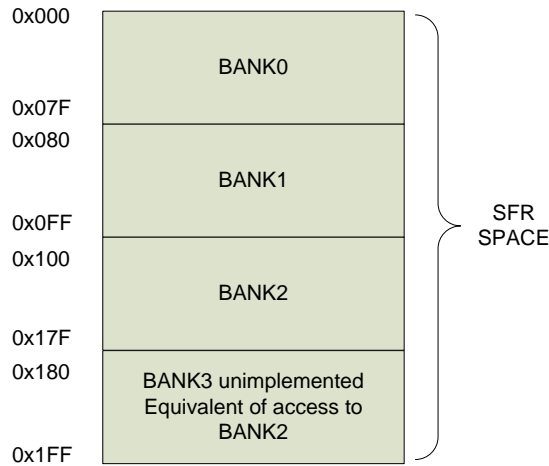 0x000
BANK0
0x07F
0x080
BANK1
0x0FF
0x100
BANK2
0x17F
0x180
BANK3 unimplemented
Equivalent of access to
BANK2
0x1FF
SFR
SPACE